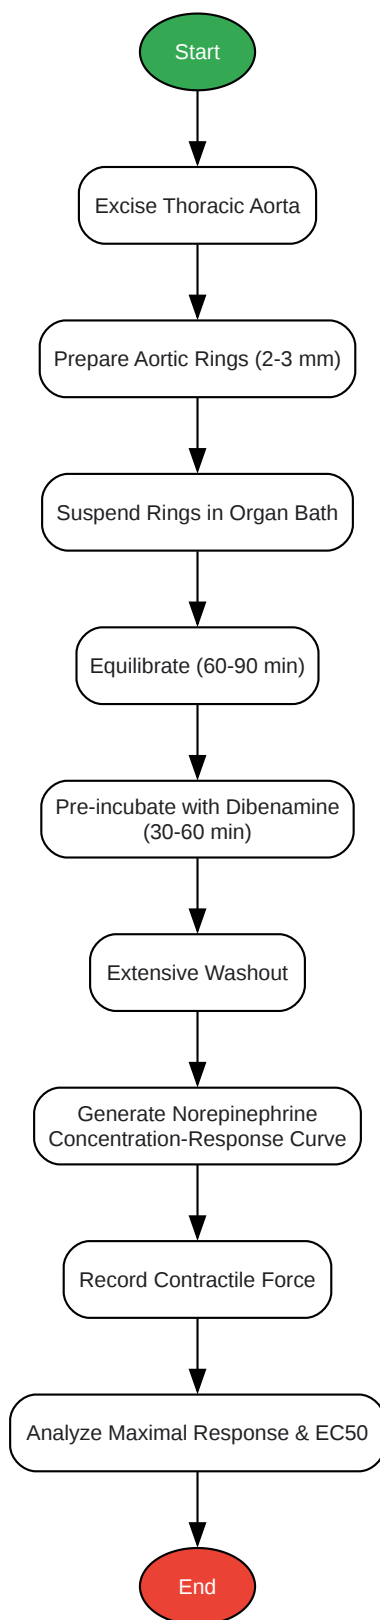 Start
Excise Thoracic Aorta
Prepare Aortic Rings (2-3 mm)
Suspend Rings in Organ Bath
Equilibrate (60-90 min)
Pre-incubate with Dibenamine
(30-60 min)
Extensive Washout
Generate Norepinephrine
Concentration-Response Curve
Record Contractile Force
Analyze Maximal Response & EC50
End